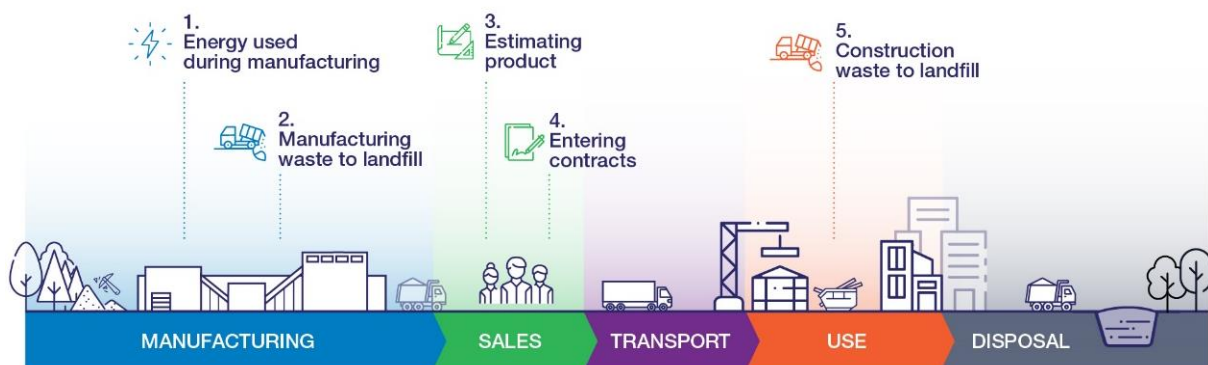 1.
Energy used
during manufacturing
2.
Manufacturing
waste to landfill
3.
Estimating
product
4.
Entering
contracts
5.
Construction
waste to landfill
MANUFACTURING
SALES
TRANSPORT
USE
DISPOSAL